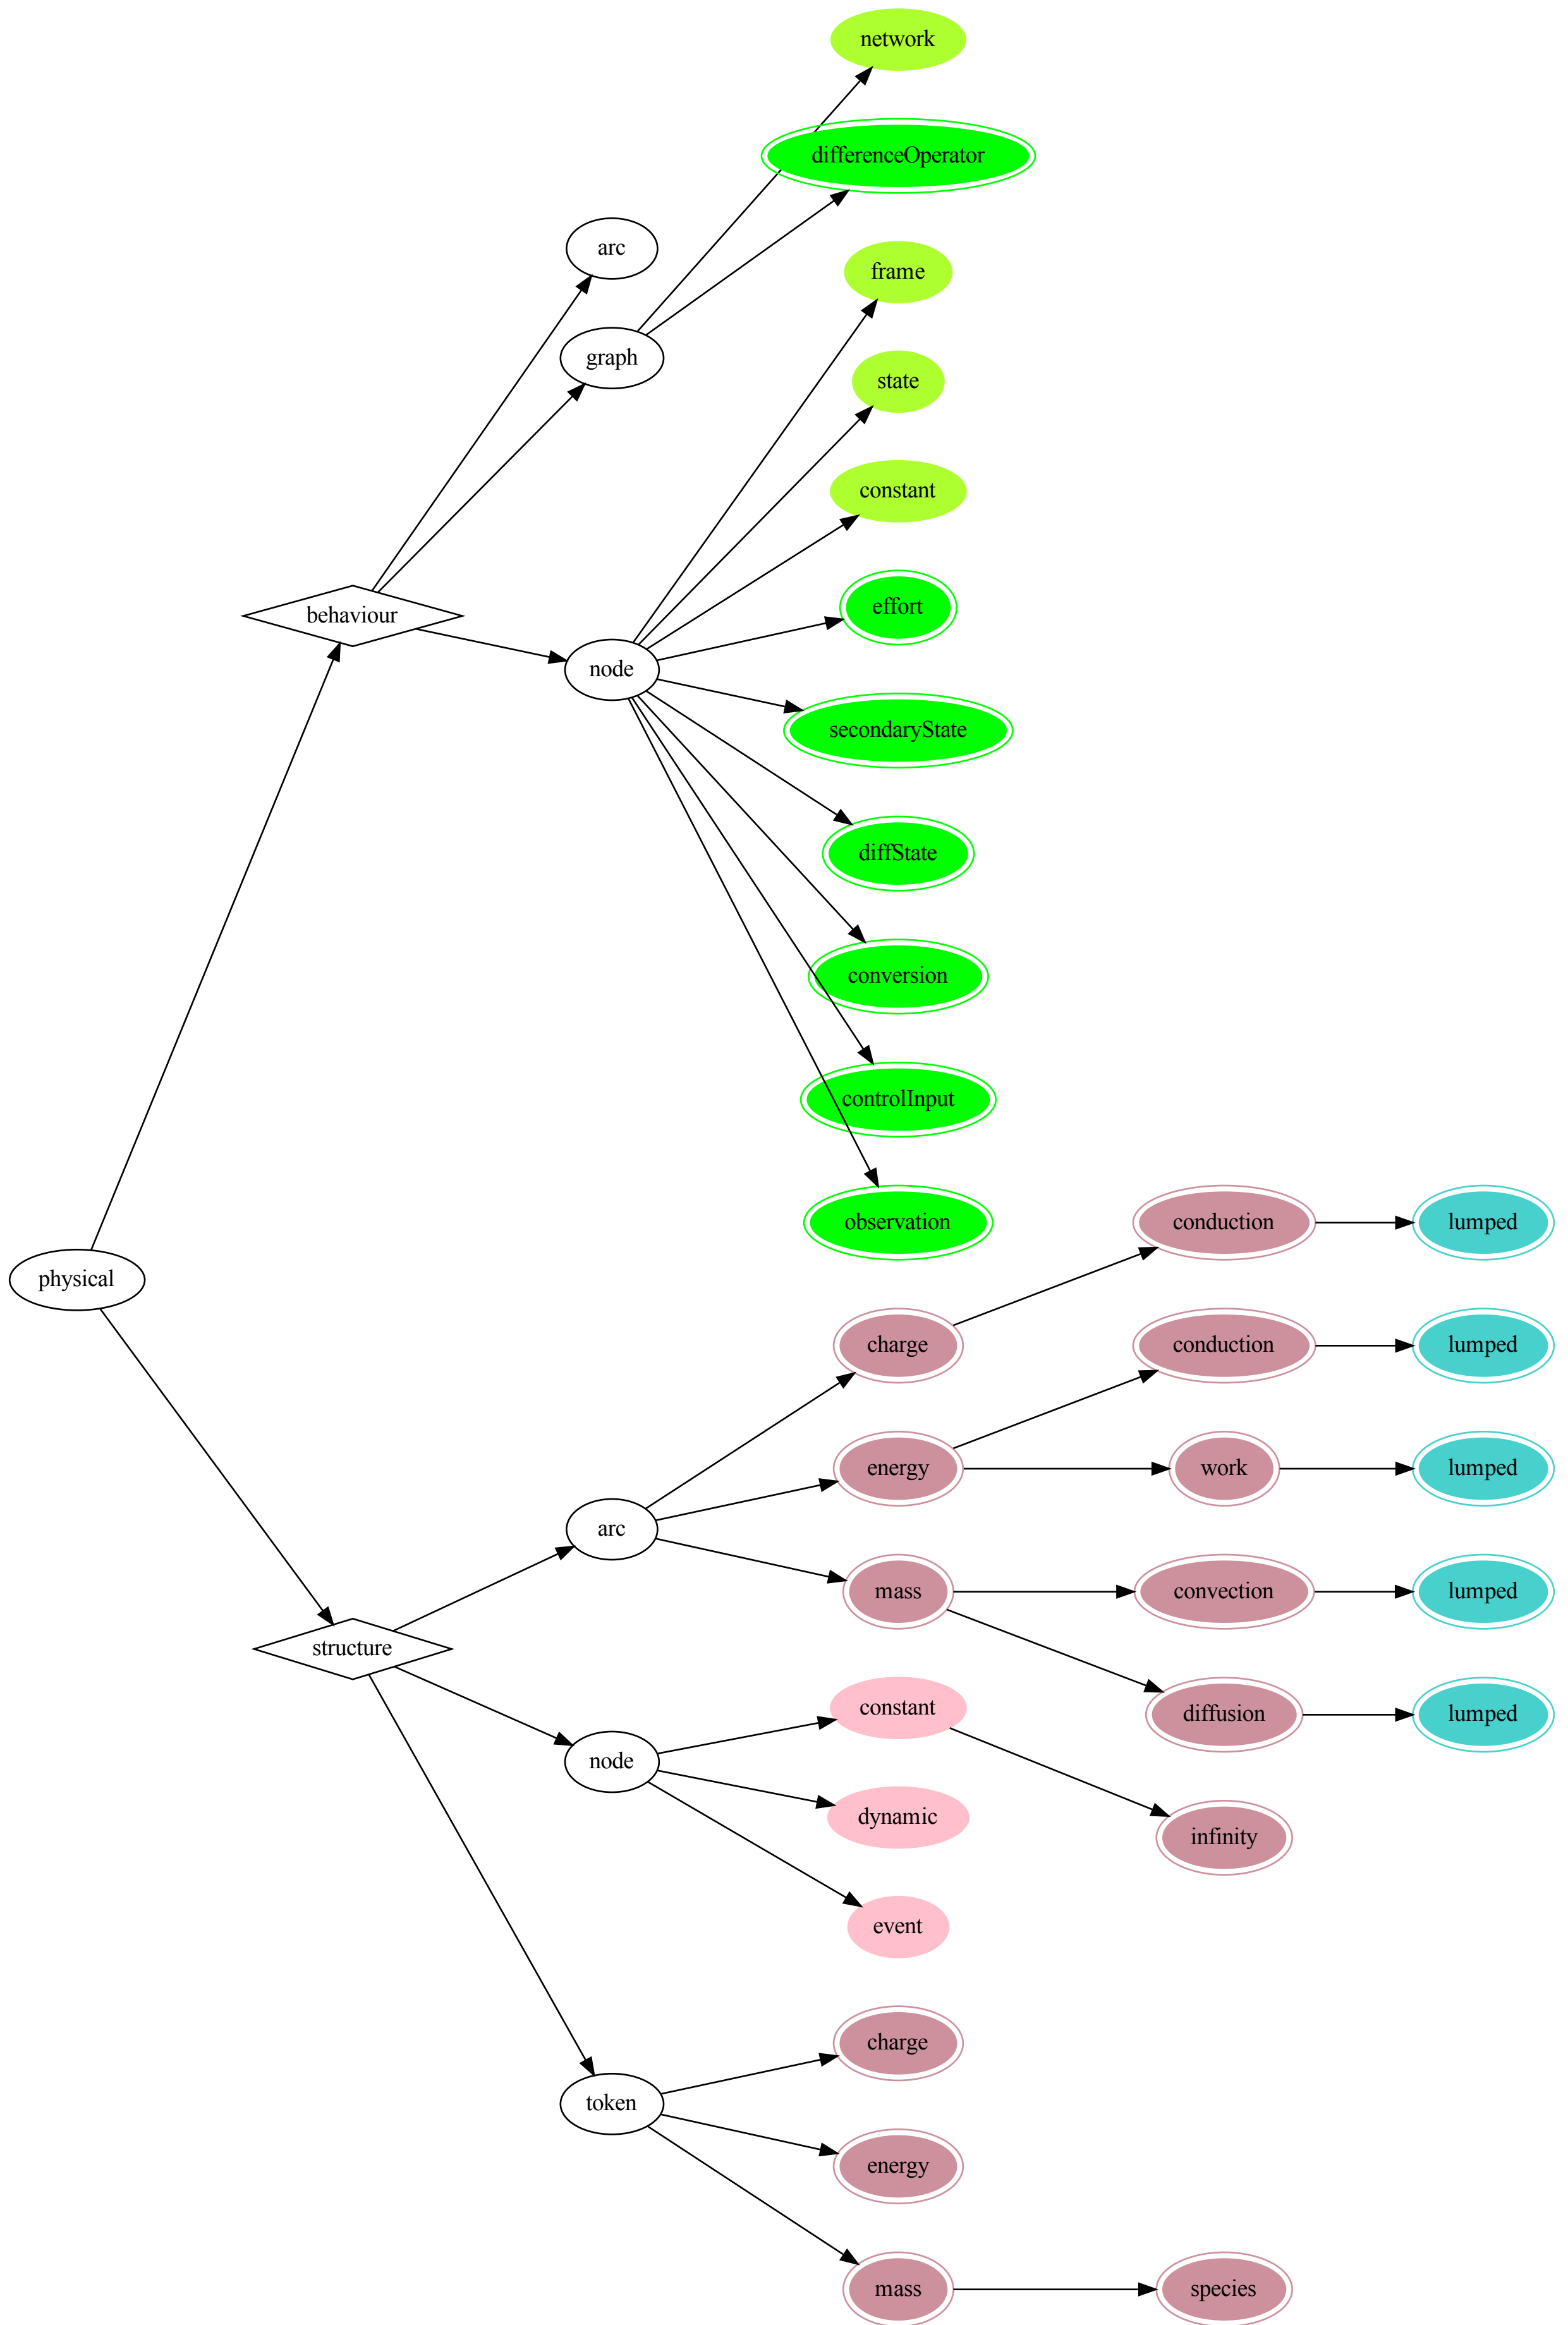 network
differenceOperator
arc
frame
graph
state
constant
effort
behaviour
node
secondaryState
diffState
conversion
controlInput
observation
conduction
lumped
physical
charge
conduction
lumped
energy
work
lumped
arc
mass
convection
lumped
structure
constant
diffusion
lumped
node
dynamic
infinity
event
charge
token
energy
mass
species